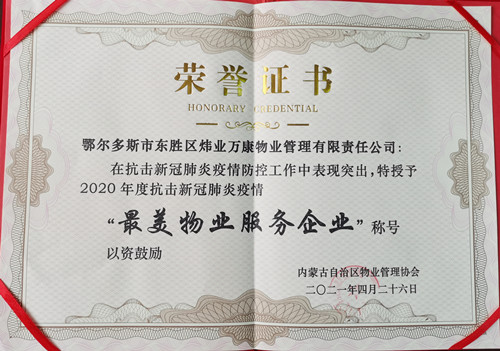 荣誉证书
HONORARY CREDENTIAL
鄂尔多斯市东胜区炜业万康物业管理有限责任公司:
在抗击新冠肺炎疫情防控工作中表现突出,特授予
2020年度抗击新冠肺炎疫情
“最美物业服务企业”称号
以资鼓励
内蒙古自治区物业管理协会
二〇二一年四月二十六日